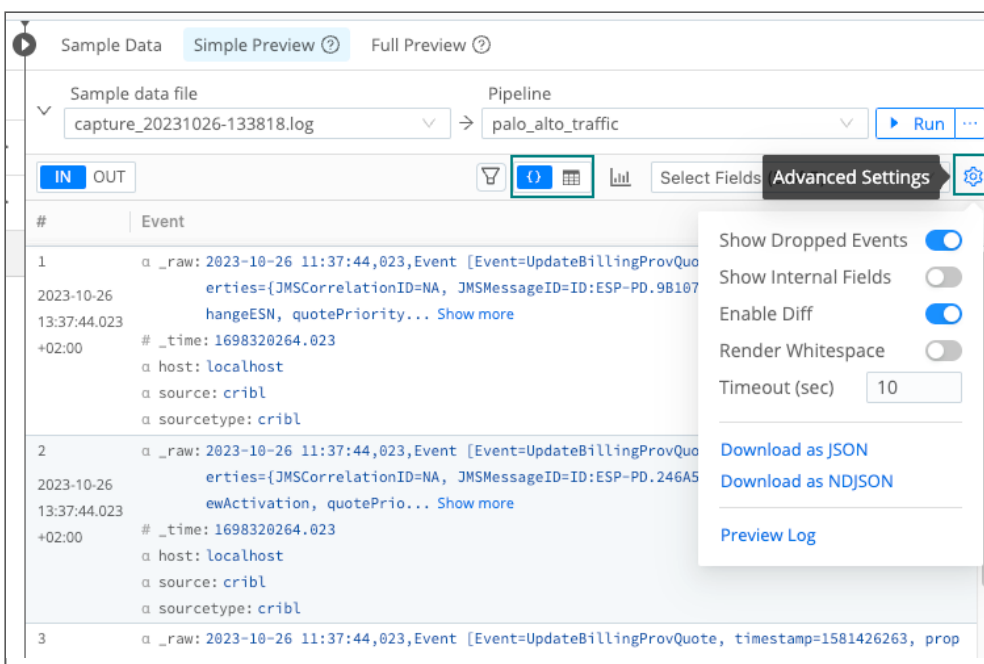 Sample Data Simple Preview Full Preview
Sample data file Pipeline
capture_20231026-133818.log → palo_alto_traffic Run ...
IN OUT {} Select Fields Advanced Settings
# Event
Show Dropped Events
Show Internal Fields
Enable Diff
Render Whitespace
Timeout (sec) 10
Download as JSON
Download as NDJSON
Preview Log
1 α _raw: 2023-10-26 11:37:44,023,Event [Event=UpdateBillingProvQuo
2023-10-26 erties={JMSCorrelationID=NA, JMSMessageID=ID:ESP-PD.9B107
13:37:44.023 hangeESN, quotePriority... Show more
+02:00 # _time: 1698320264.023
α host: localhost
α source: cribl
α sourcetype: cribl
2 α _raw: 2023-10-26 11:37:44,023,Event [Event=UpdateBillingProvQuo
2023-10-26 erties={JMSCorrelationID=NA, JMSMessageID=ID:ESP-PD.246A5
13:37:44.023 ewActivation, quotePrio... Show more
+02:00 # _time: 1698320264.023
α host: localhost
α source: cribl
α sourcetype: cribl
3 α _raw: 2023-10-26 11:37:44,023,Event [Event=UpdateBillingProvQuote, timestamp=1581426263, prop